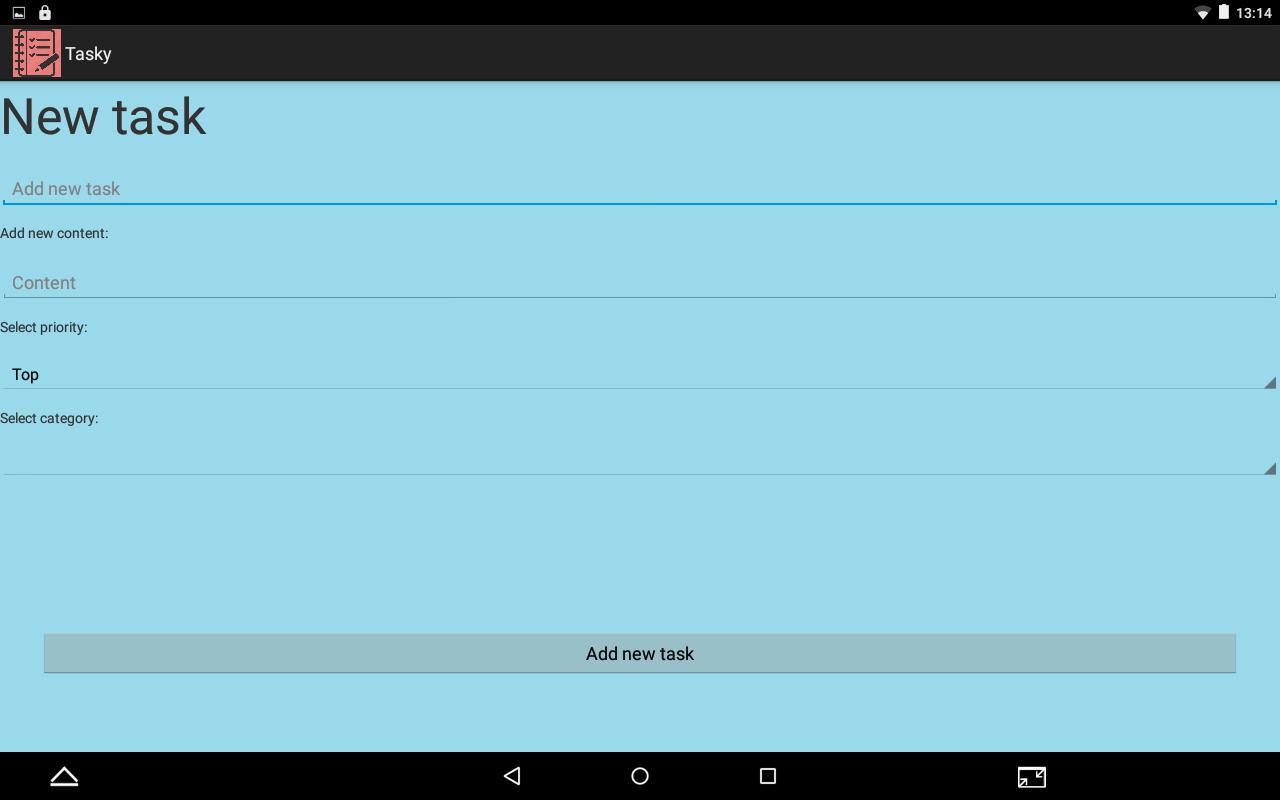 13:14
Tasky
New task
Add new task
Add new content:
Content
Select priority:
Top
Select category:
Add new task